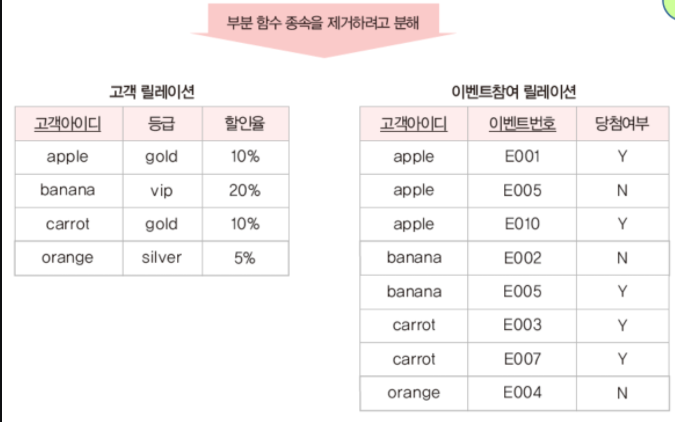 부분 함수 종속을 제거하려고 분해
고객 릴레이션
고객아이디 등급 할인율
apple gold 10%
banana vip 20%
carrot gold 10%
orange silver 5%
이벤트참여 릴레이션
고객아이디 이벤트번호 당첨여부
apple E001 Y
apple E005 N
apple E010 Y
banana E002 N
banana E005 Y
carrot E003 Y
carrot E007 Y
orange E004 N